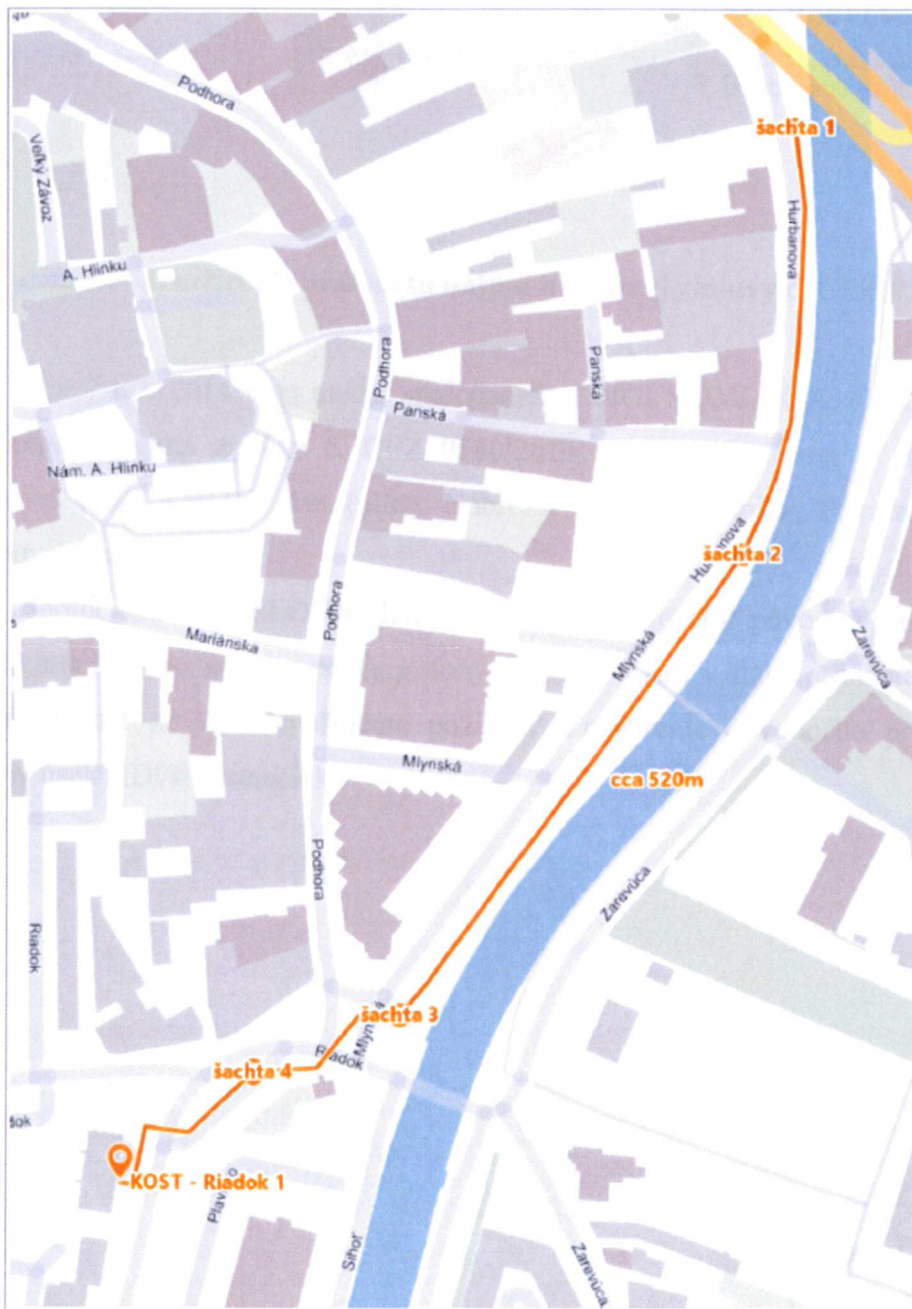 Podhora
šachta 1
Veľký Závoz
Hurbanova
A. Hlinku
Podhora
Panská
Panská
Nám. A. Hlinku
Hurbanova
šachta 2
Podhora
Mariánska
Mlynská
Zarevúca
Mlynská
cca 520m
Podhora
Zarevúca
Riadok
šachta 3
Mlynská
Riadok
šachta 4
KOST - Riadok 1
Sihoť
Zarevúca